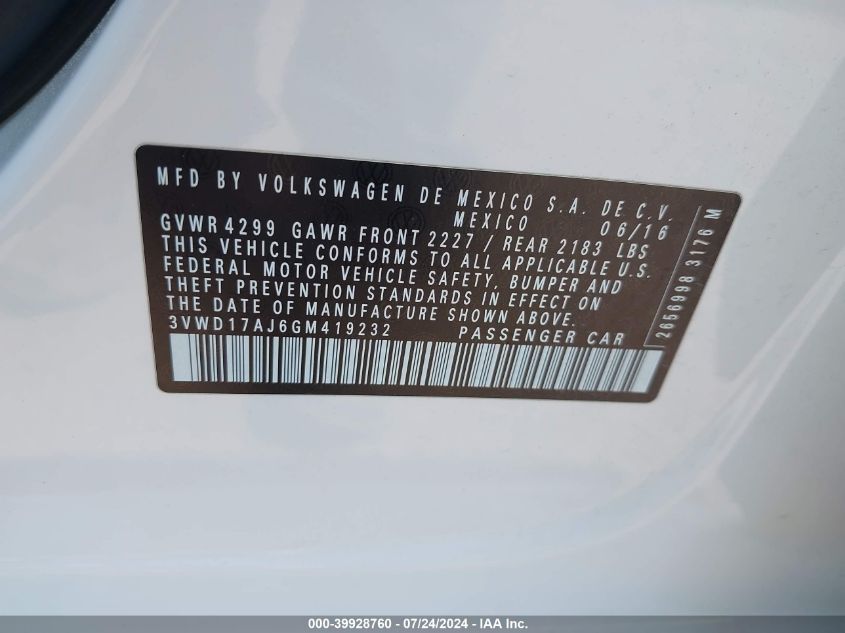 MFD BY VOLKSWAGEN DE MEXICO S.A. DE C.V.
MEXICO 06/16
GVWR 4299 GAWR FRONT 2227 / REAR 2183 LBS
THIS VEHICLE CONFORMS TO ALL APPLICABLE U.S.
FEDERAL MOTOR VEHICLE SAFETY, BUMPER AND
THEFT PREVENTION STANDARDS IN EFFECT ON
THE DATE OF MANUFACTURE SHOWN ABOVE.
3VWD17AJ6GM419232 PASSENGER CAR
2656998 3176 M
000-39928760 / 07/24/2024 - IAA Inc.